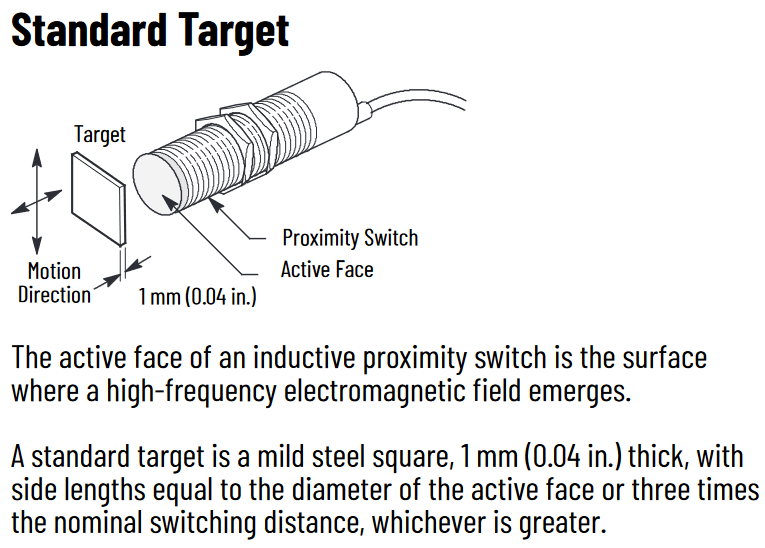 Standard Target
Target
Proximity Switch
Active Face
Motion
Direction
1 mm (0.04 in.)
The active face of an inductive proximity switch is the surface
where a high-frequency electromagnetic field emerges.
A standard target is a mild steel square, 1 mm (0.04 in.) thick, with
side lengths equal to the diameter of the active face or three times
the nominal switching distance, whichever is greater.